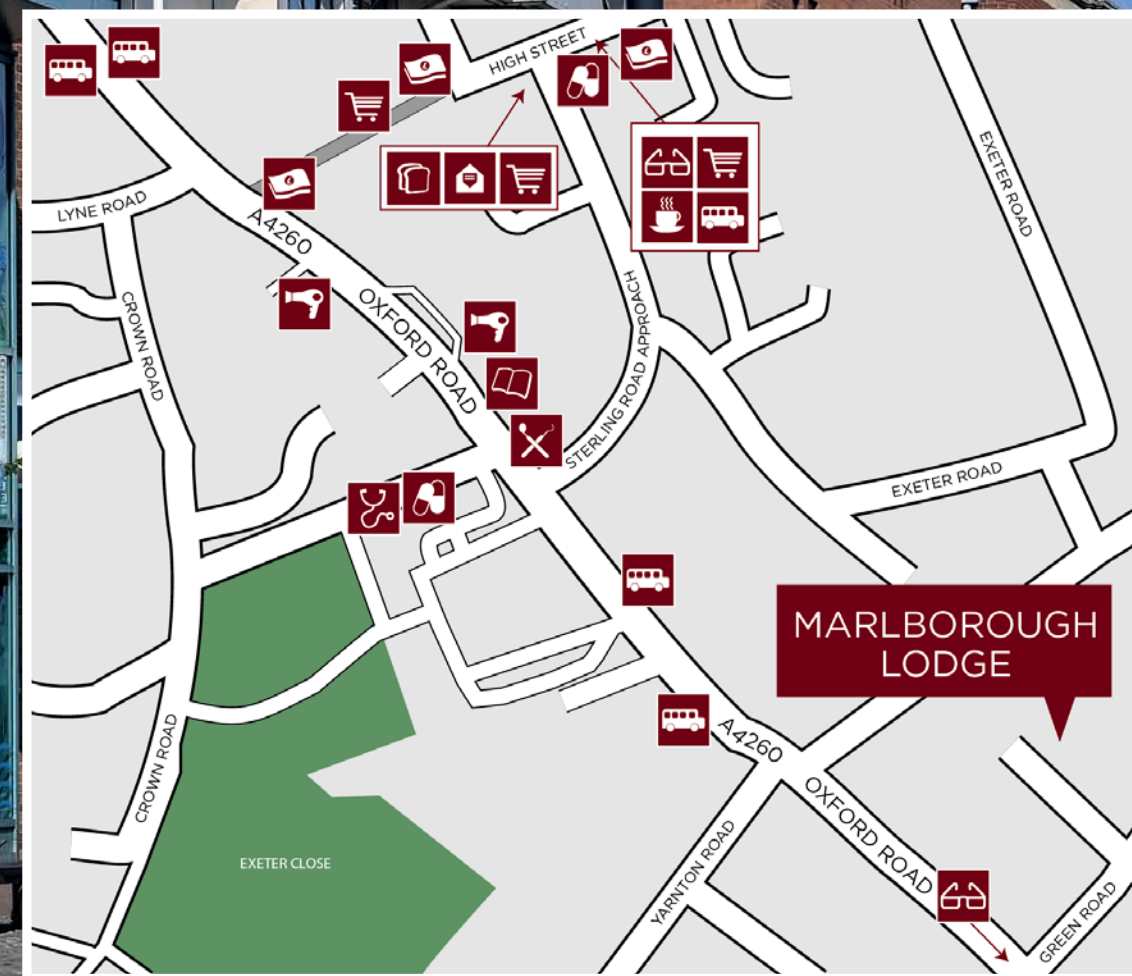 HIGH STREET
EXETER ROAD
LYNE ROAD
A4260
CROWN ROAD
OXFORD ROAD
STERLING ROAD APPROACH
EXETER ROAD
MARLBOROUGH
LODGE
CROWN ROAD
A4260
OXFORD ROAD
EXETER CLOSE
YARNTON ROAD
GREEN ROAD